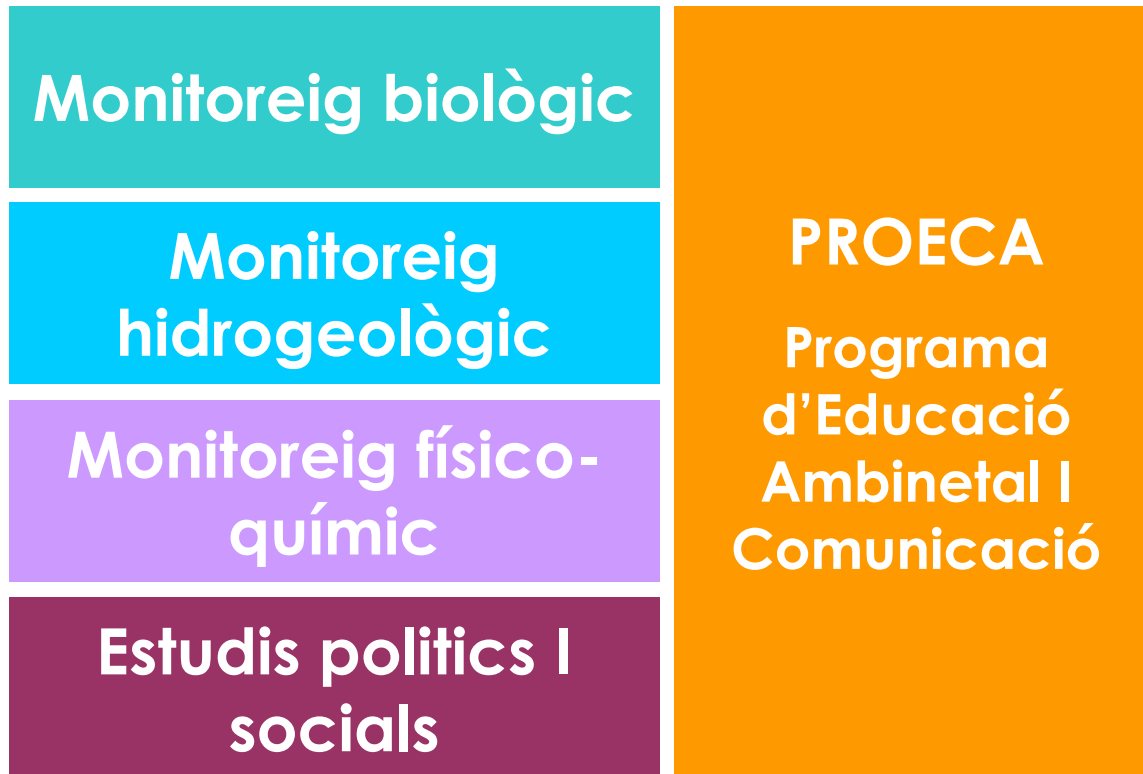 Monitoreig biològic
Monitoreig
hidrogeològic
Monitoreig físico-
químic
Estudis politics I
socials
PROECA
Programa
d’Educació
Ambinetal I
Comunicació